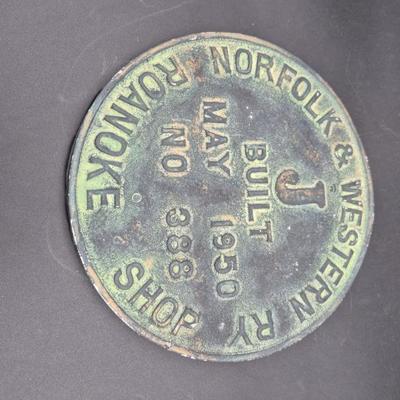 NORFOLK & WESTERN RY
J
BUILT
MAY 1950
NO 388
ROANOKE SHOP